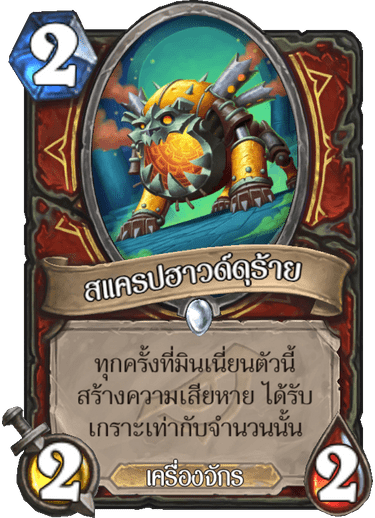 2
สแครปฮาวด์ดุร้าย
ทุกครั้งที่มินเนี่ยนตัวนี้
สร้างความเสียหาย ได้รับ
เกราะเท่ากับจำนวนนั้น
2
เครื่องจักร
2